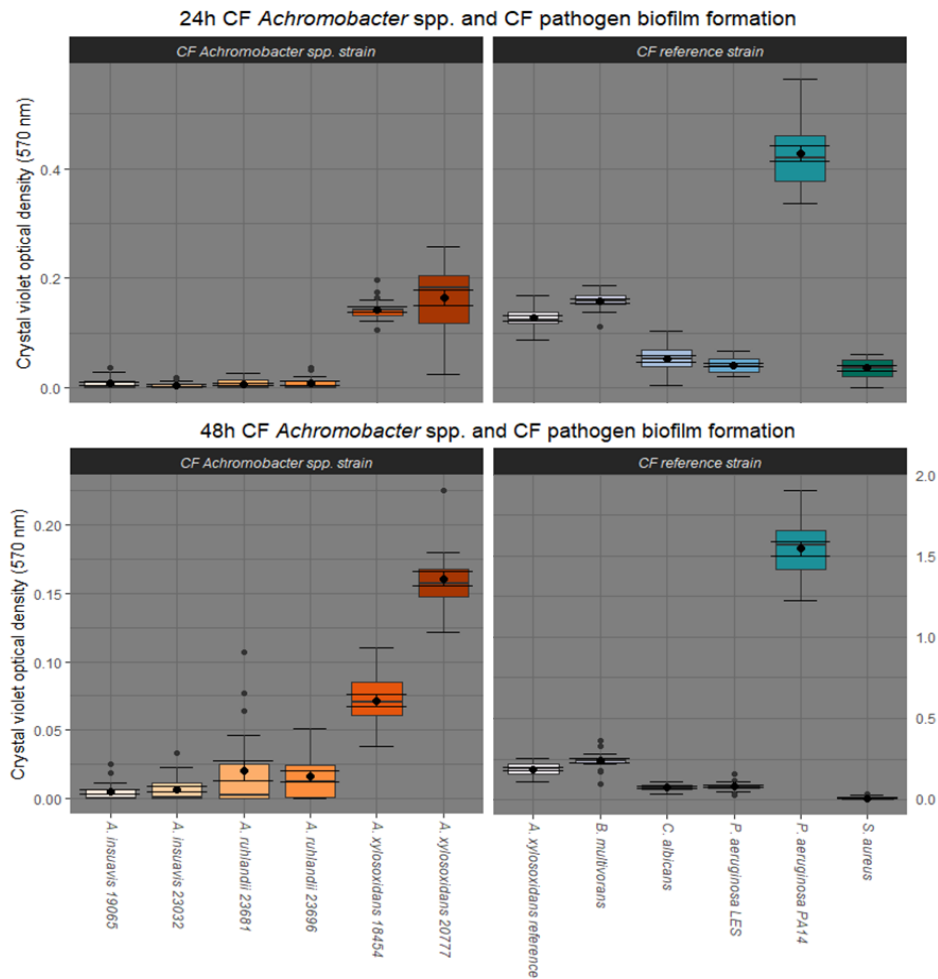 24h CF Achromobacter spp. and CF pathogen biofilm formation
CF Achromobacter spp. strain
CF reference strain
Crystal violet optical density (570 nm)
0.4
0.2
0.0
48h CF Achromobacter spp. and CF pathogen biofilm formation
CF Achromobacter spp. strain
CF reference strain
Crystal violet optical density (570 nm)
0.20
0.15
0.10
0.05
0.00
2.0
1.5
1.0
0.5
0.0
A. insuavis 19065
A. insuavis 23032
A. ruhlandii 23681
A. ruhlandii 23696
A. xylosoxidans 18454
A. xylosoxidans 20777
A. xylosoxidans reference
B. multivorans
C. albicans
P. aeruginosa LES
P. aeruginosa PA14
S. aureus